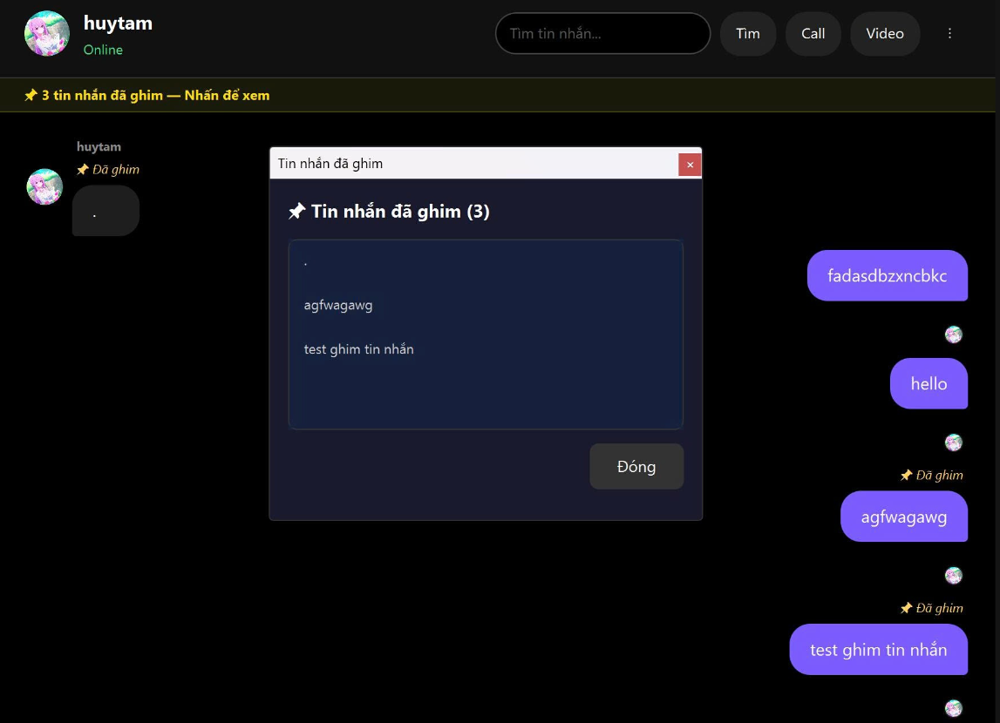 huytam
Online
Tìm tin nhắn...
Tìm
Call
Video
3 tin nhắn đã ghim — Nhấn để xem
huytam
Đã ghim
.
Tin nhắn đã ghim
×
Tin nhắn đã ghim (3)
.
agfwagawg
test ghim tin nhắn
Đóng
fadasdbzxncbkc
hello
Đã ghim
agfwagawg
Đã ghim
test ghim tin nhắn